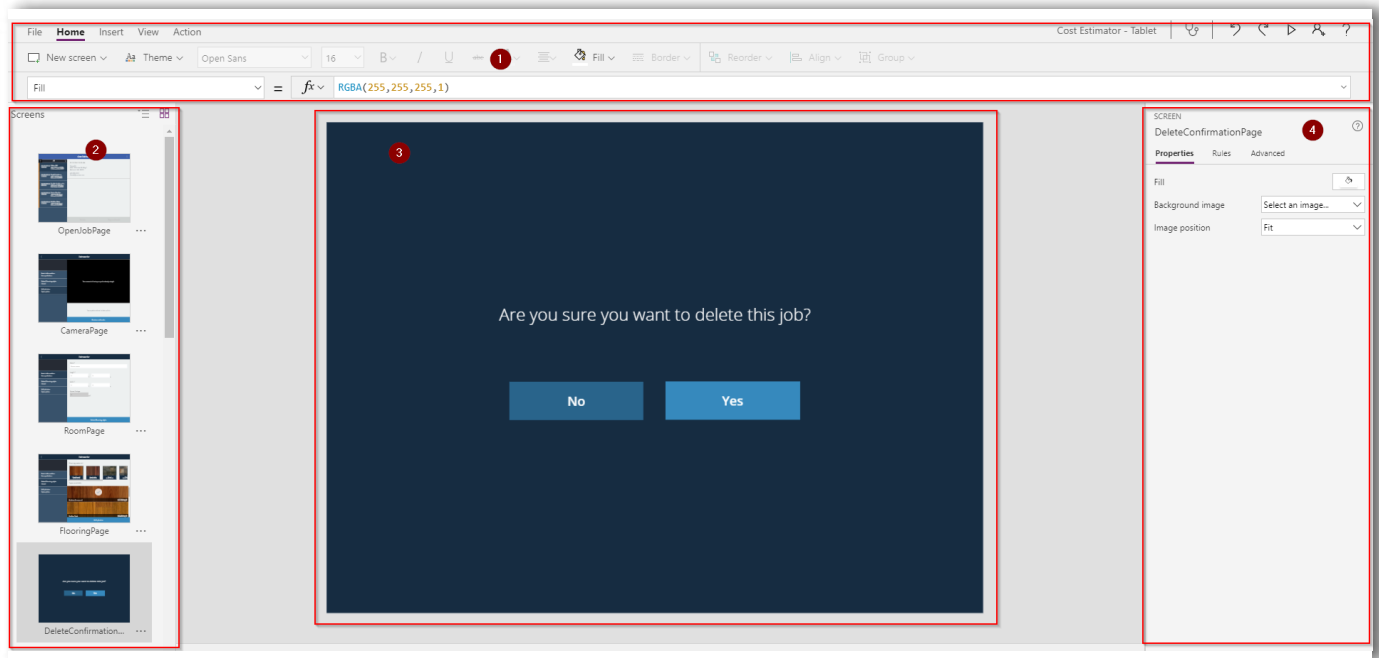 File Home Insert View Action Cost Estimator - Tablet
New screen Theme Open Sans 16 B / U abc Fill Border Reorder Align Group
1
Fill = fx RGBA(255,255,255,1)
Screens
2
OpenJobPage ...
CameraPage ...
RoomPage ...
FlooringPage ...
DeleteConfirmation... ...
3
Are you sure you want to delete this job?
No Yes
SCREEN
DeleteConfirmationPage
4
?
Properties Rules Advanced
Fill
Background image Select an image...
Image position Fit